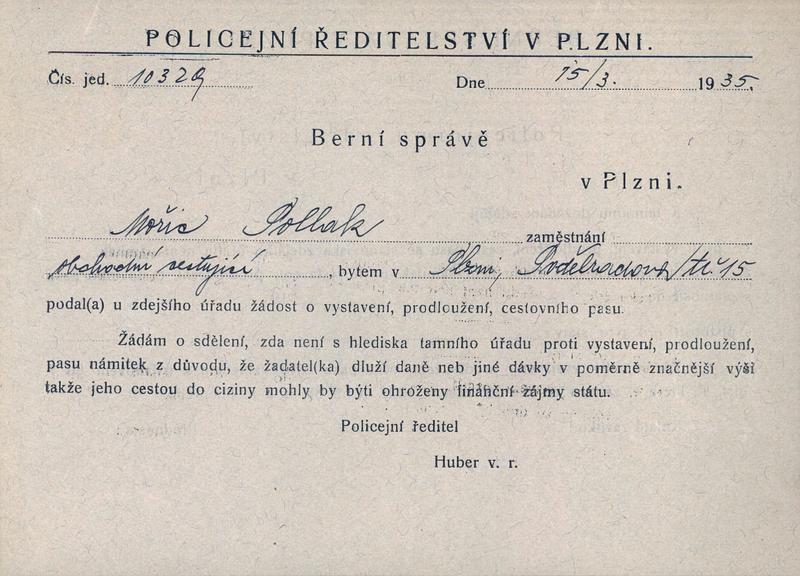 POLICEJNÍ ŘEDITELSTVÍ V PLZNI.
Čís. jed. 10329 Dne 15/3. 1935.
Berní správě
v Plzni.
Mořic Pollak zaměstnání
obchodní cestující, bytem v Plzni, Poděbradova tř. 15
podal(a) u zdejšího úřadu žádost o vystavení, prodloužení, cestovního pasu.
Žádám o sdělení, zda není s hlediska tamního úřadu proti vystavení, prodloužení,
pasu námitek z důvodu, že žadatel(ka) dluží daně neb jiné dávky v poměrně značnější výši
takže jeho cestou do ciziny mohly by býti ohroženy finanční zájmy státu.
Policejní ředitel
Huber v. r.